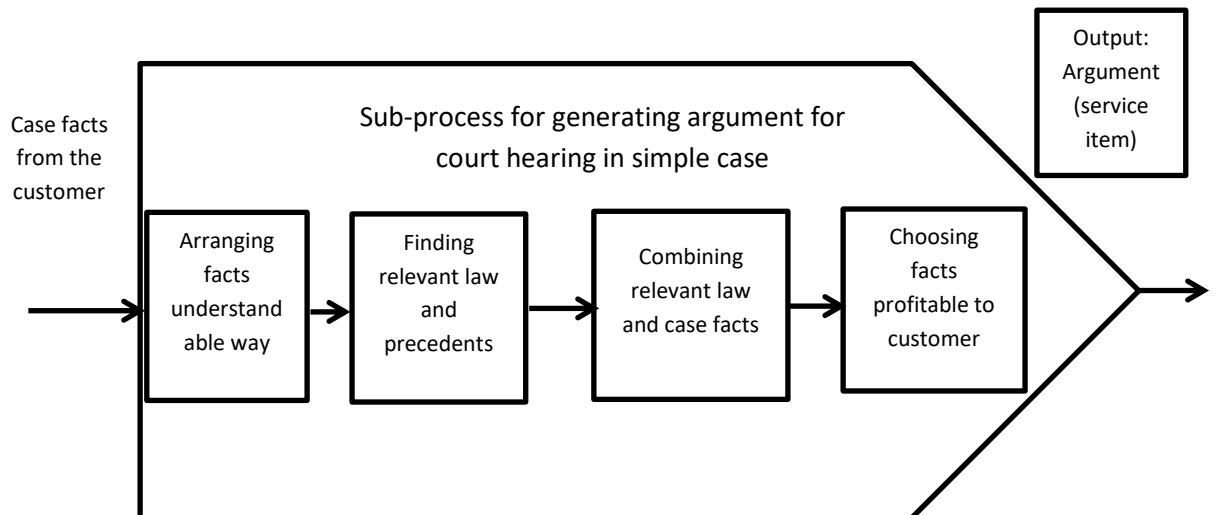 Case facts
from the
customer
Sub-process for generating argument for
court hearing in simple case
Output:
Argument
(service
item)
Arranging
facts
understand
able way
Finding
relevant law
and
precedents
Combining
relevant law
and case facts
Choosing
facts
profitable to
customer